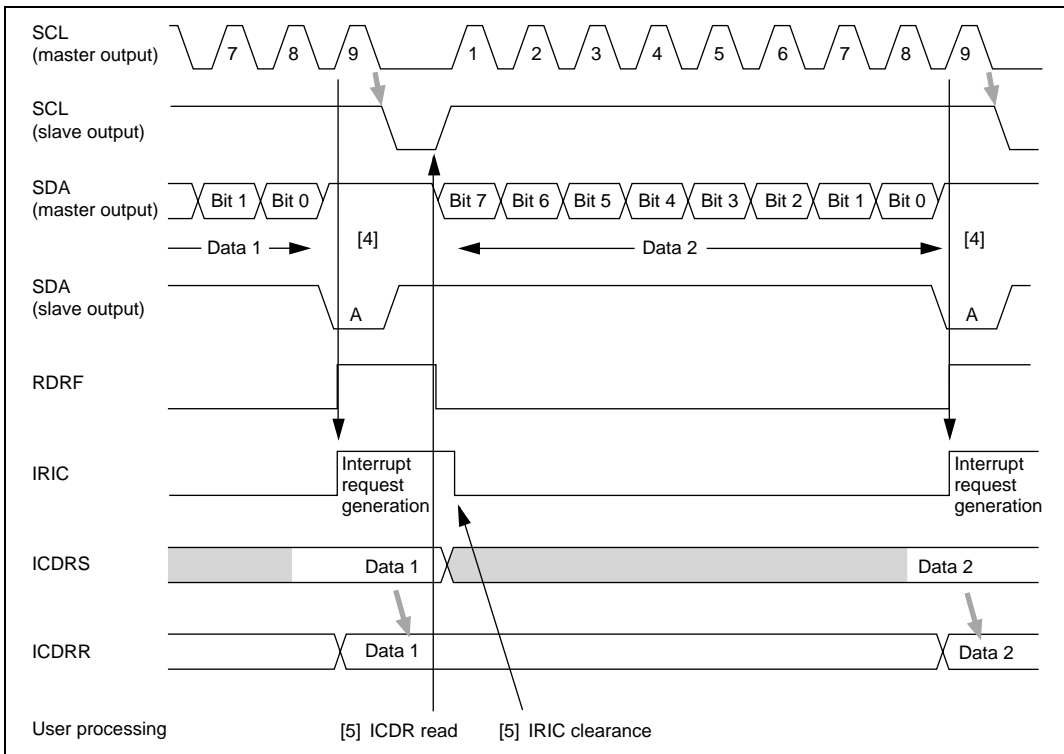 SCL
(master output)
7 8 9 1 2 3 4 5 6 7 8 9
SCL
(slave output)
SDA
(master output)
Bit 1 Bit 0 Bit 7 Bit 6 Bit 5 Bit 4 Bit 3 Bit 2 Bit 1 Bit 0
Data 1 [4] Data 2 [4]
SDA
(slave output)
A A
RDRF
IRIC
Interrupt
request
generation
Interrupt
request
generation
ICDRS
Data 1 Data 2
ICDRR
Data 1 Data 2
User processing [5] ICDR read [5] IRIC clearance